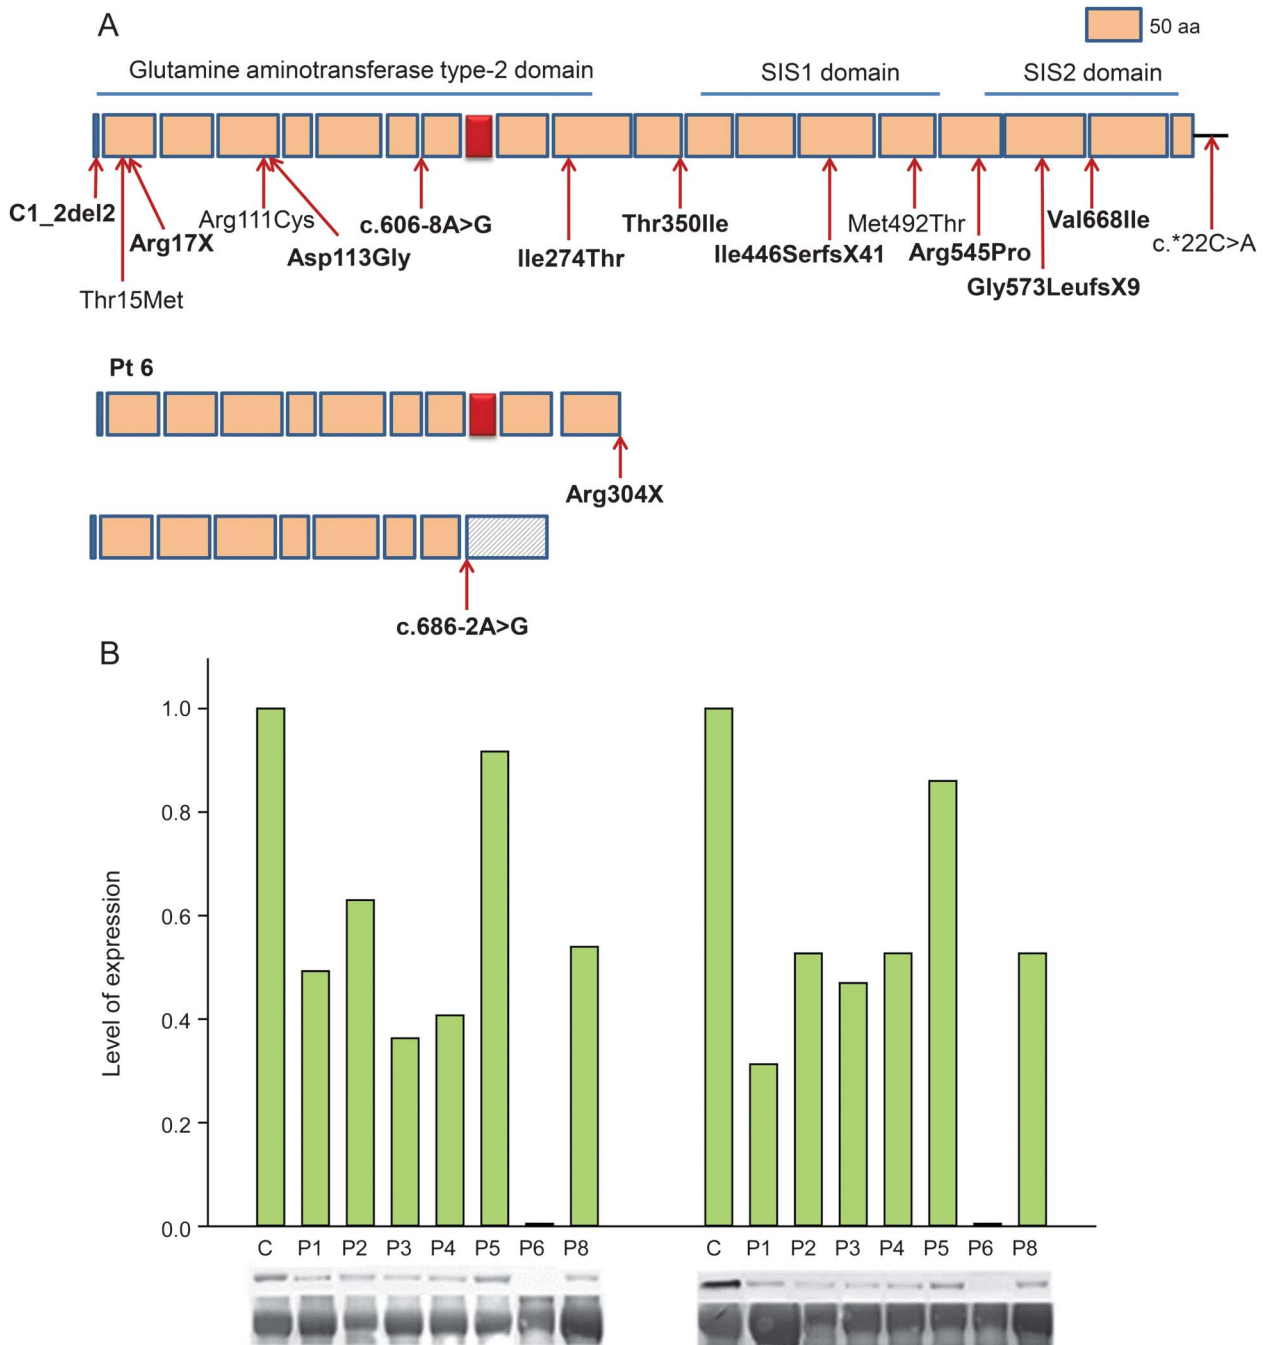 A
50 aa
Glutamine aminotransferase type-2 domain
SIS1 domain
SIS2 domain
C1_2del2
Arg17X
Thr15Met
Arg111Cys
Asp113Gly
c.606-8A>G
Ile274Thr
Thr350Ile
Ile446SerfsX41
Met492Thr
Arg545Pro
Gly573LeufsX9
Val668Ile
c.*22C>A
Pt 6
Arg304X
c.686-2A>G
B
Level of expression
1.0
0.8
0.6
0.4
0.2
0.0
C P1 P2 P3 P4 P5 P6 P8
C P1 P2 P3 P4 P5 P6 P8